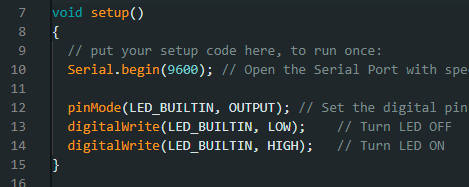 7 void setup()
8 {
9 // put your setup code here, to run once:
10 Serial.begin(9600); // Open the Serial Port with spe
11
12 pinMode(LED_BUILTIN, OUTPUT); // Set the digital pin
13 digitalWrite(LED_BUILTIN, LOW); // Turn LED OFF
14 digitalWrite(LED_BUILTIN, HIGH); // Turn LED ON
15 }
16